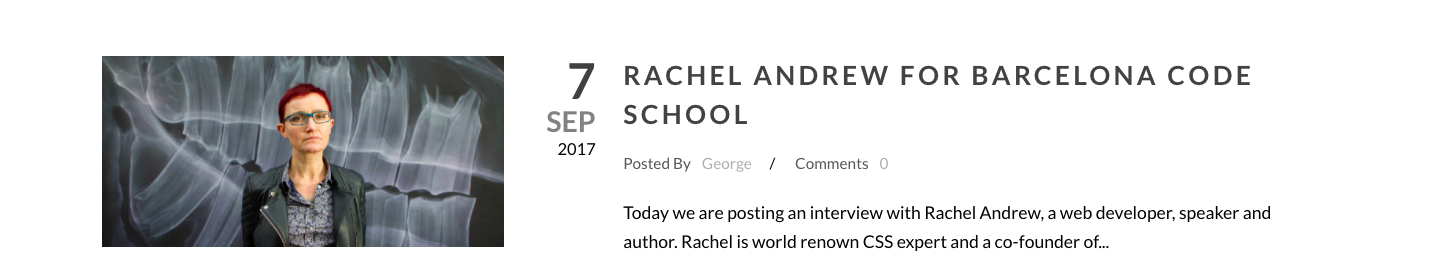 7
SEP
2017
RACHEL ANDREW FOR BARCELONA CODE
SCHOOL
Posted By George / Comments 0
Today we are posting an interview with Rachel Andrew, a web developer, speaker and
author. Rachel is world renown CSS expert and a co-founder of...